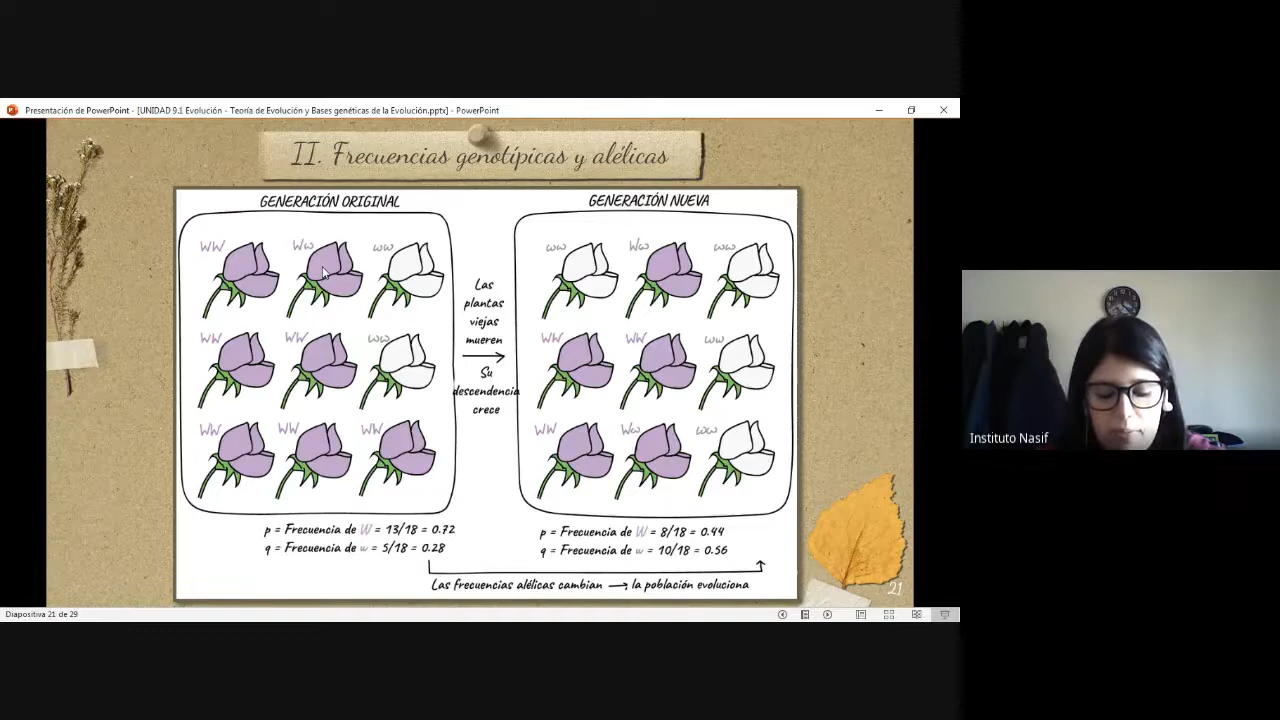 Presentación de PowerPoint - [UNIDAD 9.1 Evolución - Teoría de Evolución y Bases genéticas de la Evolución.pptx] - PowerPoint
II. Frecuencias genotípicas y alélicas
GENERACIÓN ORIGINAL
WW Ww ww
WW WW ww
WW WW WW
p = Frecuencia de W = 13/18 = 0.72
q = Frecuencia de w = 5/18 = 0.28
Las
plantas
viejas
mueren
Su
descendencia
crece
GENERACIÓN NUEVA
ww Ww ww
WW WW ww
WW Ww ww
p = Frecuencia de W = 8/18 = 0.44
q = Frecuencia de w = 10/18 = 0.56
Las frecuencias alélicas cambian → la población evoluciona
21
Diapositiva 21 de 29
Instituto Nasif